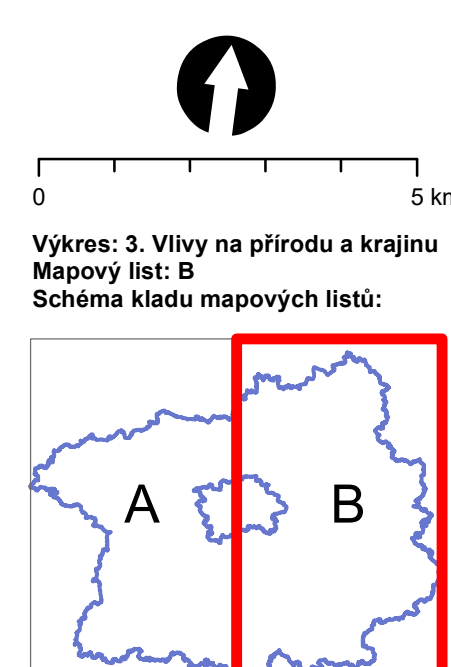 0 5 km
Výkres: 3. Vlivy na přírodu a krajinu
Mapový list: B
Schéma kladu mapových listů:
A B